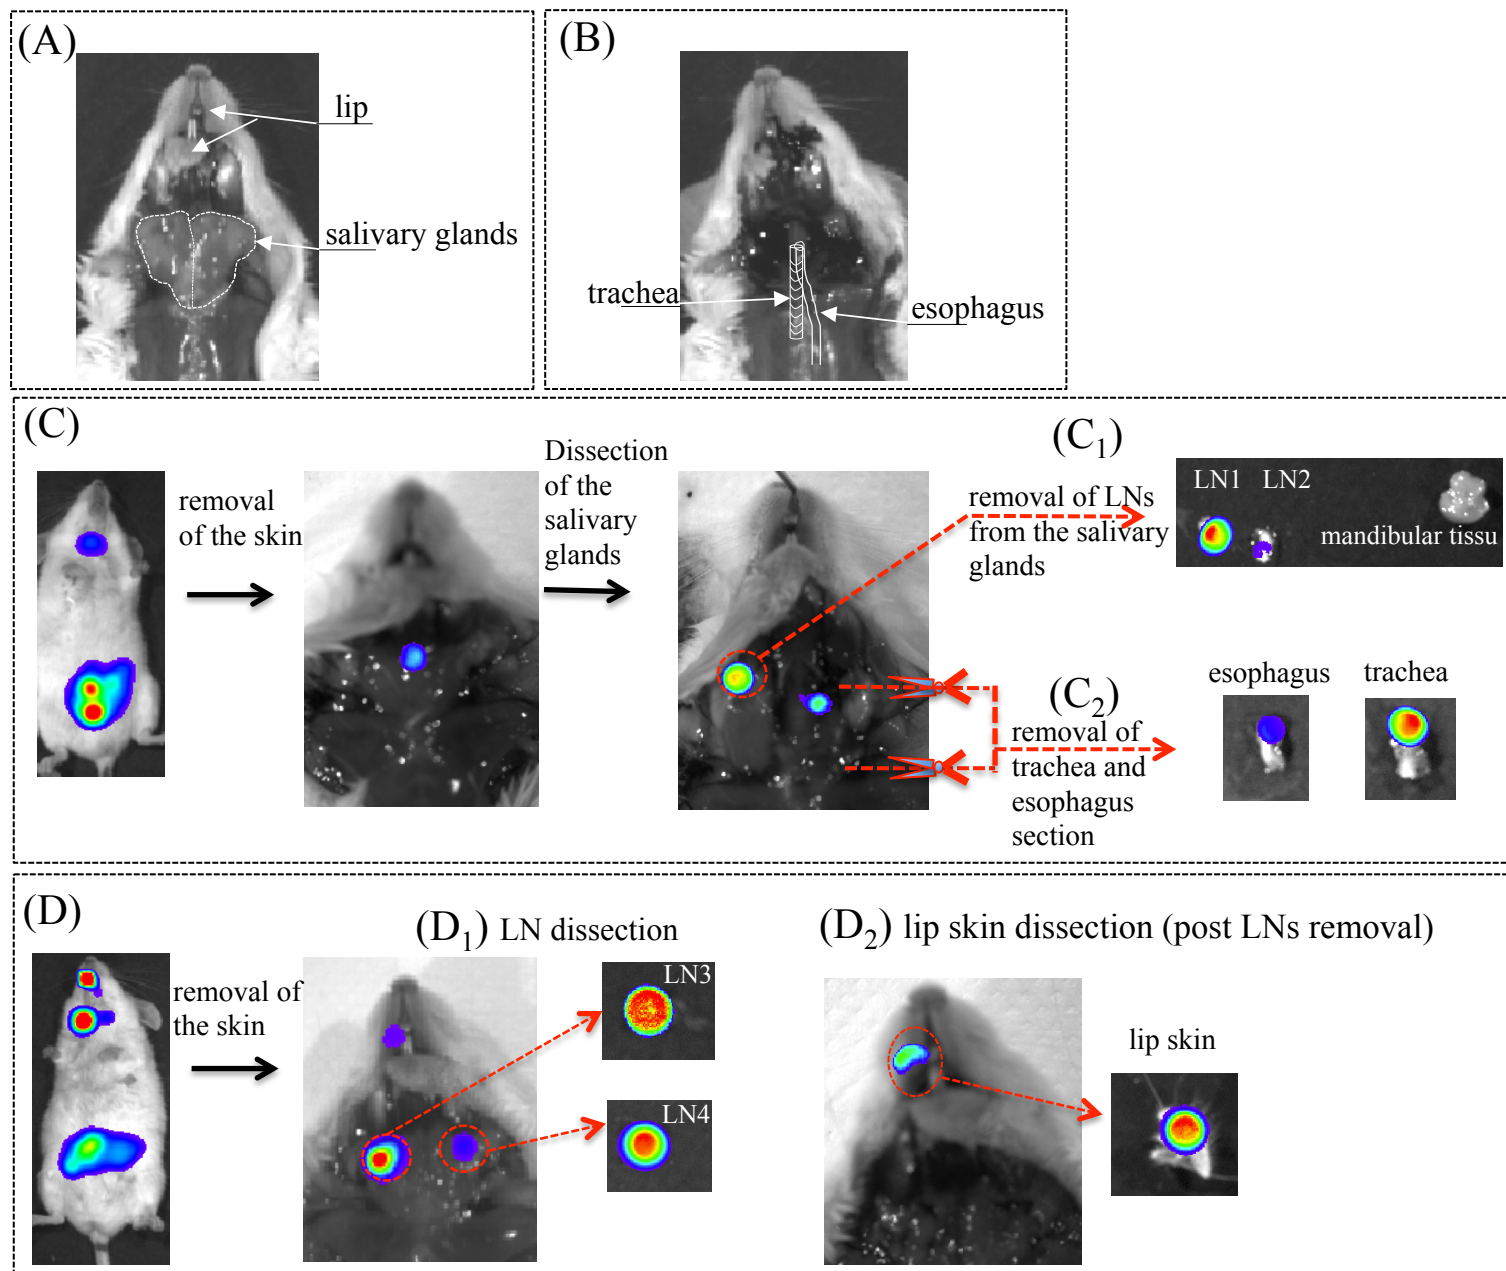 (A)
lip
salivary glands
(B)
trachea
esophagus
(C)
removal
of the skin
Dissection
of the
salivary
glands
(C1)
removal of LNs
from the salivary
glands
LN1 LN2
mandibular tissu
(C2)
removal of
trachea and
esophagus
section
esophagus
trachea
(D)
removal of
the skin
(D1) LN dissection
LN3
LN4
(D2) lip skin dissection (post LNs removal)
lip skin